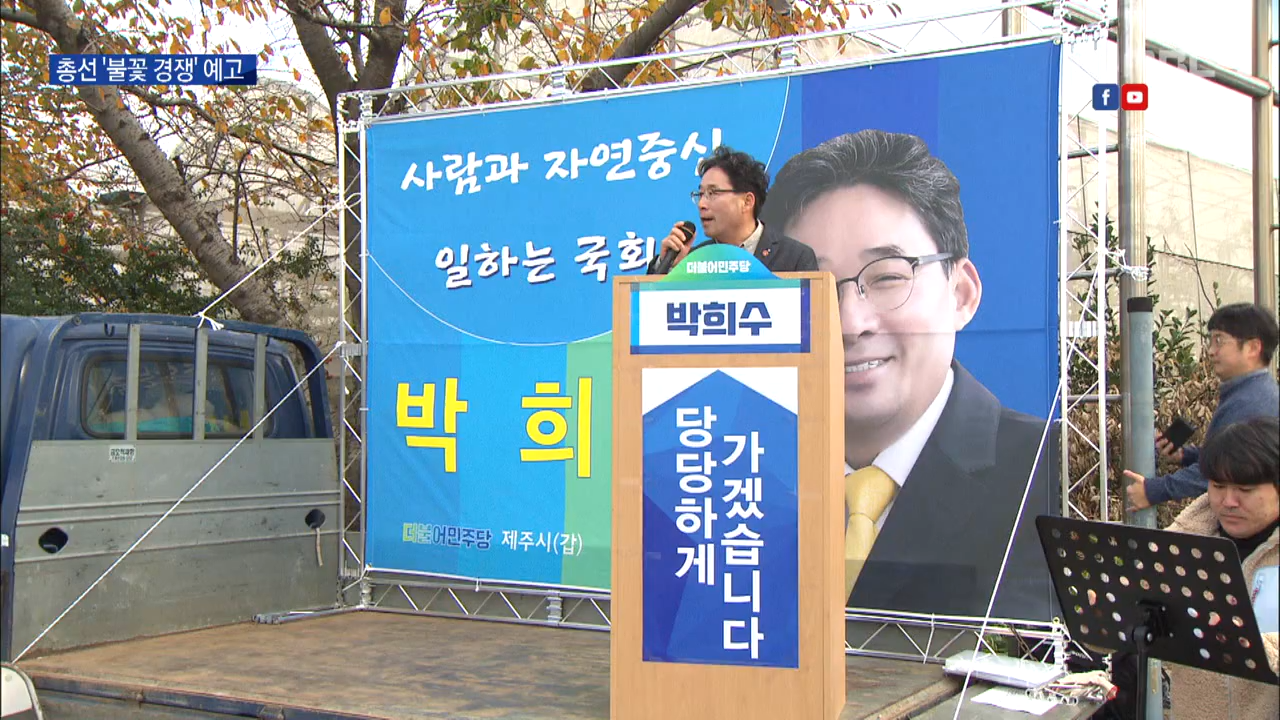 총선 '불꽃 경쟁' 예고
사람과 자연중심
일하는 국회
더불어민주당
박희수
박 희
당당하게
가겠습니다
더불어민주당 제주시(갑)